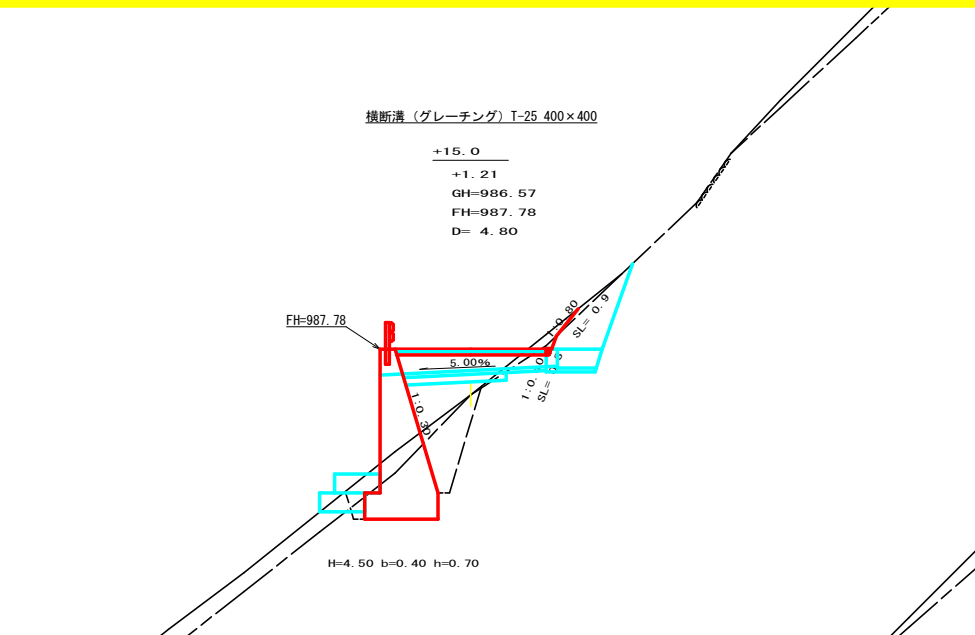 横断溝（グレーチング）T-25 400×400
+15.0
+1.21
GH=986.57
FH=987.78
D= 4.80
FH=987.78
1:0.80
SL= 0.9
5.00%
SL=
1:0.30
H=4.50 b=0.40 h=0.70